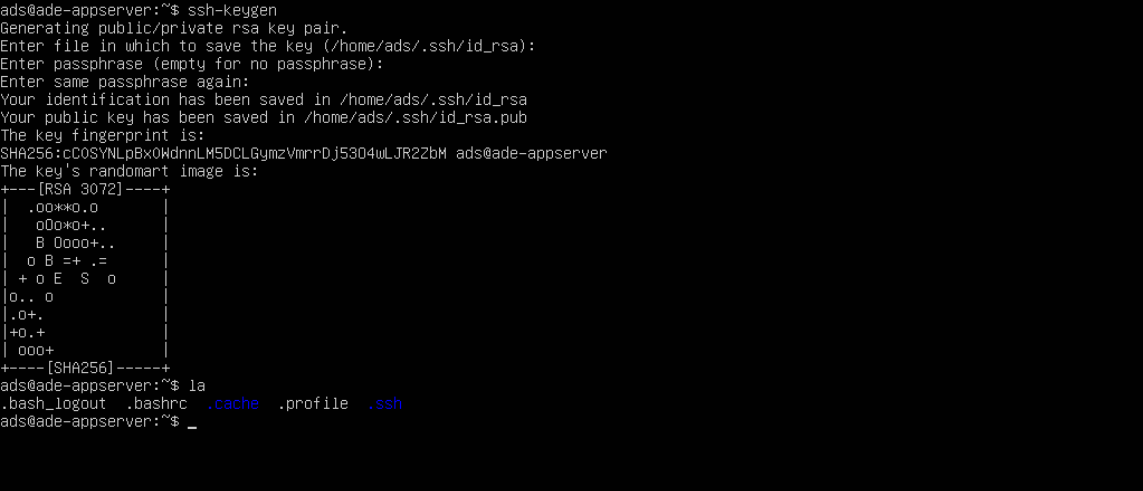 ads@ade-appserver:~$ ssh-keygen
Generating public/private rsa key pair.
Enter file in which to save the key (/home/ads/.ssh/id_rsa):
Enter passphrase (empty for no passphrase):
Enter same passphrase again:
Your identification has been saved in /home/ads/.ssh/id_rsa
Your public key has been saved in /home/ads/.ssh/id_rsa.pub
The key fingerprint is:
SHA256:cC0SYNLpBx0WdnnLM5DCLGymzVmrrDj53O4wLJR2ZbM ads@ade-appserver
The key's randomart image is:
+---[RSA 3072]----+
|  .oo**o.o       |
|   oOo*o+..      |
|   B Oooo+..     |
|  o B =+ .=      |
| + o E  S  o     |
|o.. o            |
|.o+.             |
|+o.+             |
| ooo+            |
+----[SHA256]-----+
ads@ade-appserver:~$ la
.bash_logout  .bashrc  .cache  .profile  .ssh
ads@ade-appserver:~$ _